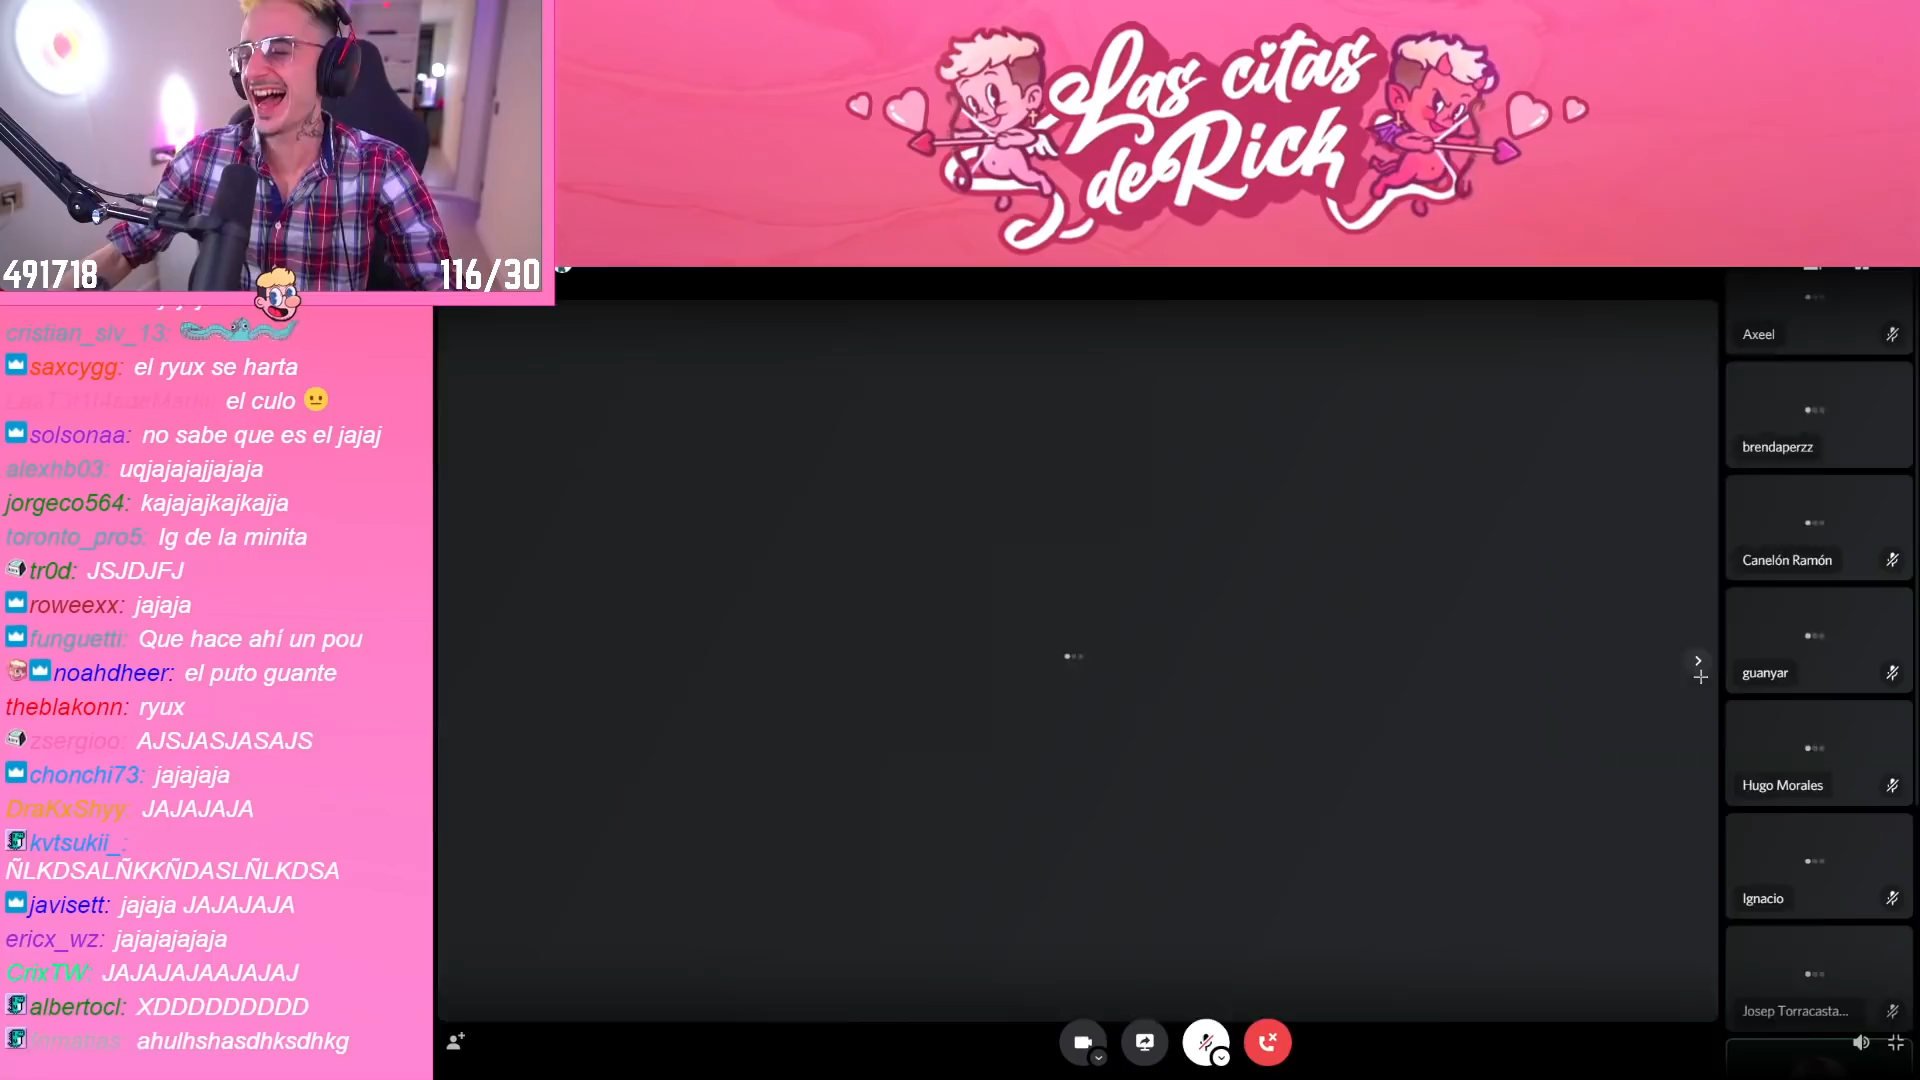 Las citas
de Rick
491718
116/30
cristian_slv_13:
saxcygg: el ryux se harta
el culo 😐
solsonaa: no sabe que es el jajaj
alexhb03: uqjajajajjajaja
jorgeco564: kajajajkajkajja
toronto_pro5: Ig de la minita
tr0d: JSJDJFJ
roweexx: jajaja
funguetti: Que hace ahí un pou
noahdheer: el puto guante
theblakonn: ryux
zsergioo: AJSJASJASAJS
chonchi73: jajajaja
DraKxShyy: JAJAJAJA
kvtsukii_:
ÑLKDSALÑKKÑDASLÑLKDSA
javisett: jajaja JAJAJAJA
ericx_wz: jajajajajaja
CrixTW: JAJAJAJAAJAJAJ
albertocl: XDDDDDDDDD
ahulhshasdhksdhkg
Axeel
brendaperzz
Canelón Ramón
guanyar
Hugo Morales
Ignacio
Josep Torracasta...